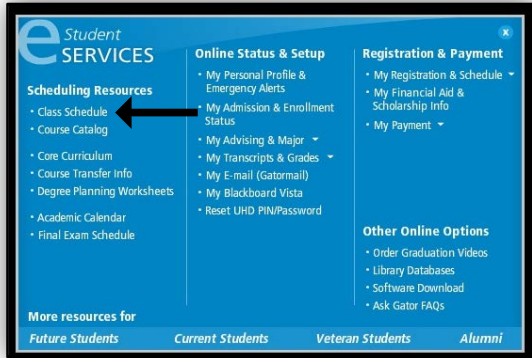 e Student
SERVICES
x
Scheduling Resources
• Class Schedule
• Course Catalog
• Core Curriculum
• Course Transfer Info
• Degree Planning Worksheets
• Academic Calendar
• Final Exam Schedule
Online Status & Setup
• My Personal Profile &
Emergency Alerts
• My Admission & Enrollment
Status
• My Advising & Major
• My Transcripts & Grades
• My E-mail (Gatormail)
• My Blackboard Vista
• Reset UHD PIN/Password
Registration & Payment
• My Registration & Schedule
• My Financial Aid &
Scholarship Info
• My Payment
Other Online Options
• Order Graduation Videos
• Library Databases
• Software Download
• Ask Gator FAQs
More resources for
Future Students Current Students Veteran Students Alumni